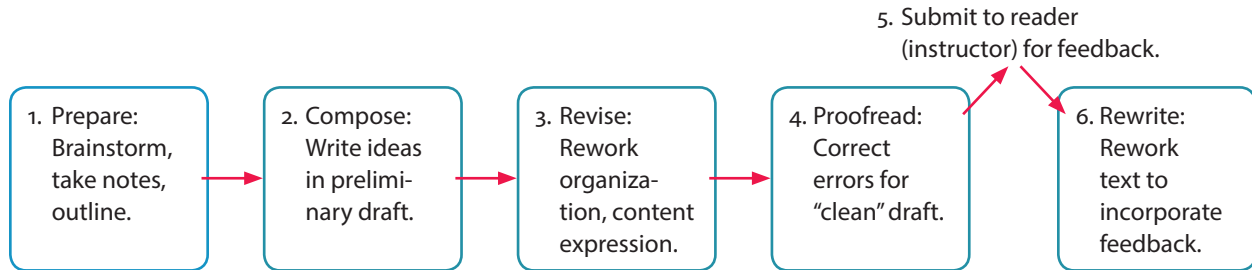 1. Prepare:
Brainstorm,
take notes,
outline.
2. Compose:
Write ideas
in prelimi-
nary draft.
3. Revise:
Rework
organiza-
tion, content
expression.
4. Proofread:
Correct
errors for
“clean” draft.
5. Submit to reader
(instructor) for feedback.
6. Rewrite:
Rework
text to
incorporate
feedback.